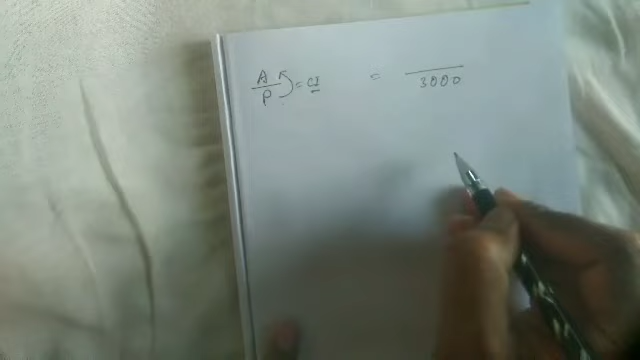 A/P = CI = /3000